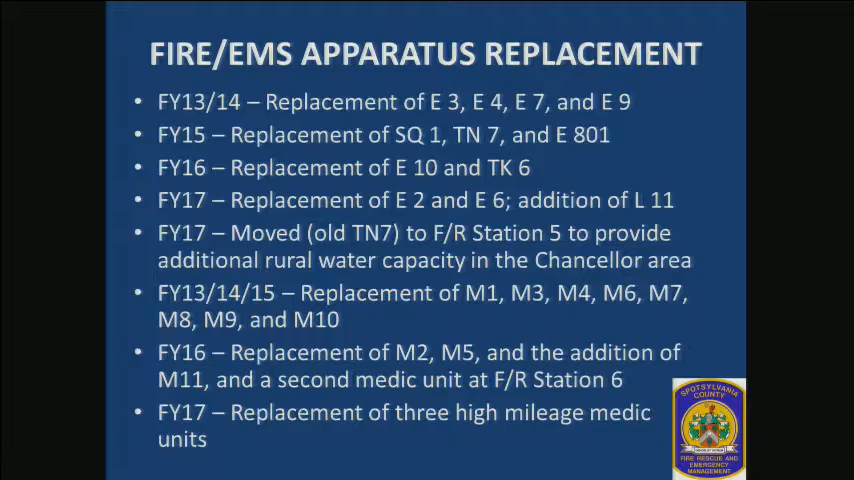 FIRE/EMS APPARATUS REPLACEMENT
• FY13/14 – Replacement of E 3, E 4, E 7, and E 9
• FY15 – Replacement of SQ 1, TN 7, and E 801
• FY16 – Replacement of E 10 and TK 6
• FY17 – Replacement of E 2 and E 6; addition of L 11
• FY17 – Moved (old TN7) to F/R Station 5 to provide
additional rural water capacity in the Chancellor area
• FY13/14/15 – Replacement of M1, M3, M4, M6, M7,
M8, M9, and M10
• FY16 – Replacement of M2, M5, and the addition of
M11, and a second medic unit at F/R Station 6
• FY17 – Replacement of three high mileage medic
units
SPOTSYLVANIA
COUNTY
FIRE RESCUE AND
EMERGENCY
MANAGEMENT